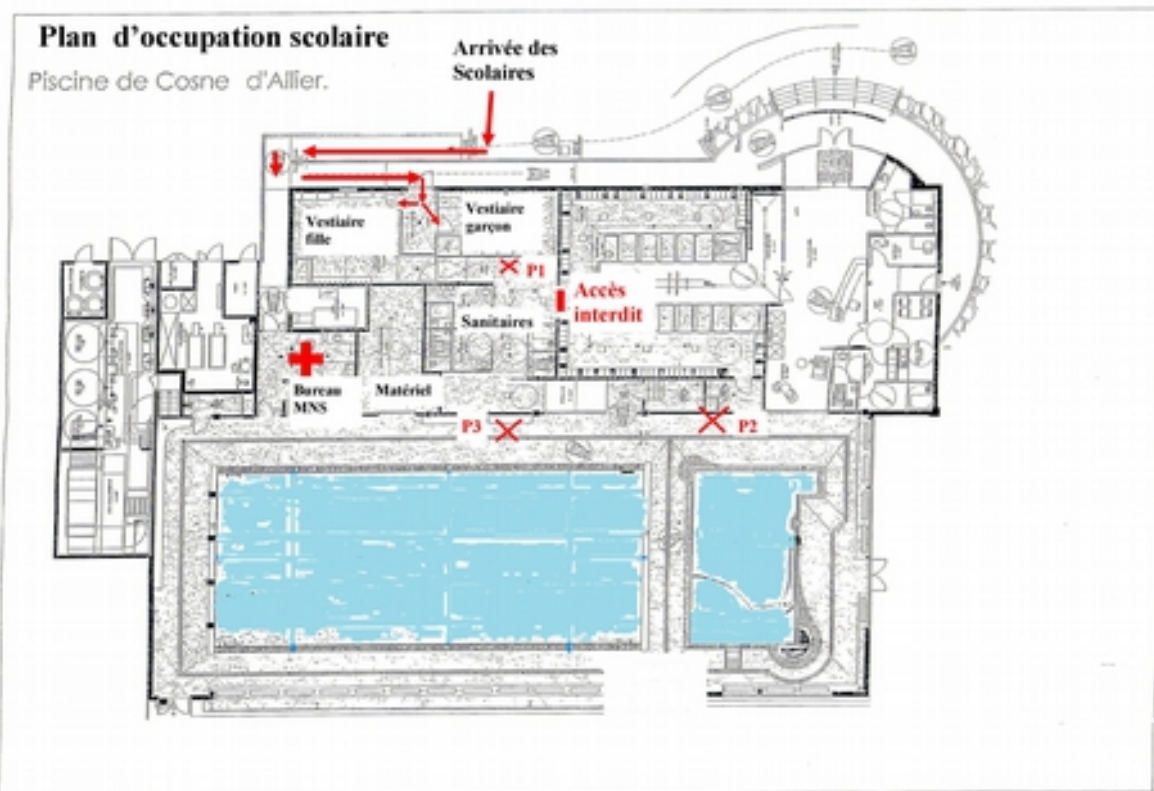 Plan d'occupation scolaire
Piscine de Cosne d'Allier.
Arrivée des
Scolaires
Vestiaire
fille
Vestiaire
garçon
P1
Accès
interdit
Sanitaires
Bureau
MNS
Matériel
P3
P2